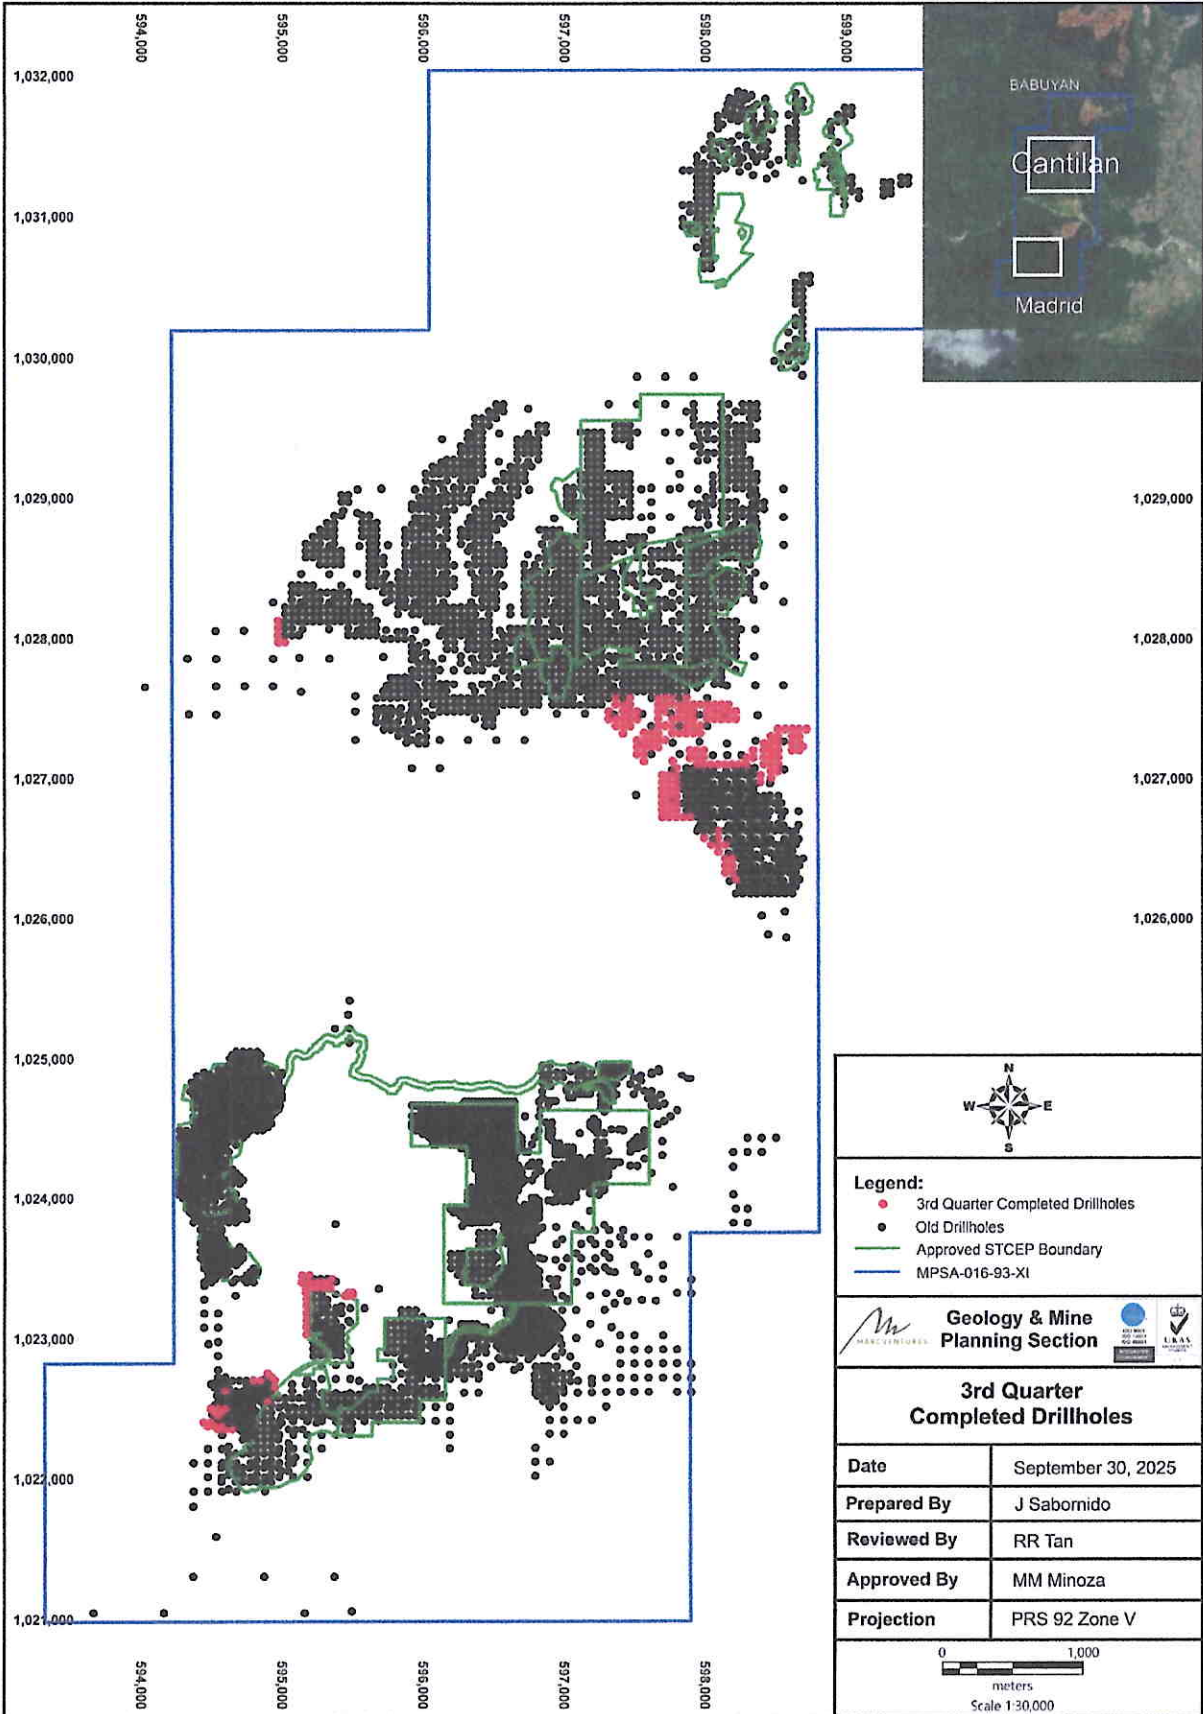 594,000
595,000
596,000
597,000
598,000
599,000
1,032,000
1,031,000
1,030,000
1,029,000
1,028,000
1,027,000
1,026,000
1,025,000
1,024,000
1,023,000
1,022,000
1,021,000
BABUYAN
Cantilan
Madrid
1,029,000
1,028,000
1,027,000
1,026,000
594,000
595,000
596,000
597,000
598,000
N
W E
S
Legend:
3rd Quarter Completed Drillholes
Old Drillholes
Approved STCEP Boundary
MPSA-016-93-XI
MARCVENTURES
Geology & Mine
Planning Section
UKAS
3rd Quarter
Completed Drillholes
Date September 30, 2025
Prepared By J Sabornido
Reviewed By RR Tan
Approved By MM Minoza
Projection PRS 92 Zone V
0 1,000
meters
Scale 1:30,000